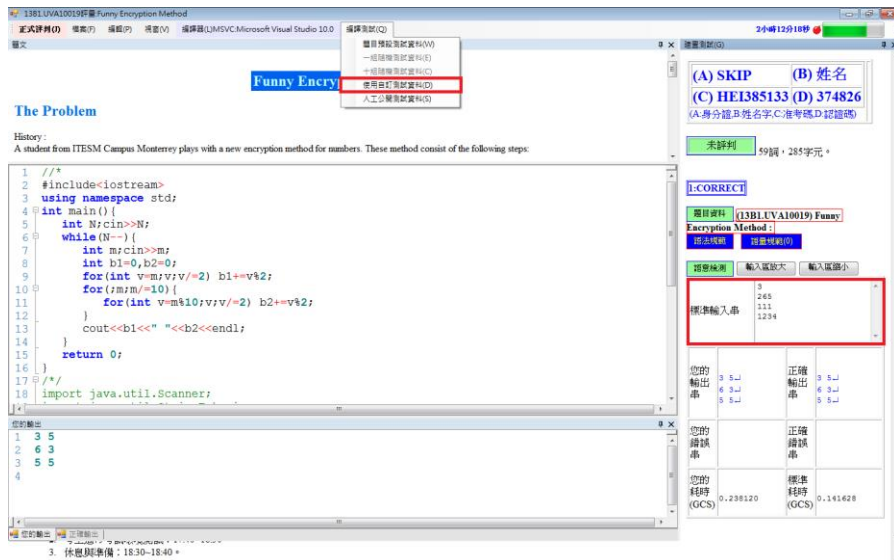 1381.UVA10019評量:Funny Encryption Method
正式評判(J) 檔案(F) 編輯(P) 視窗(V) 編譯器(L)MSVC:Microsoft Visual Studio 10.0 編譯測試(Q) 2小時12分18秒
題目預設測試資料(W)
一組隨機測試資料(E)
十組隨機測試資料(C)
使用自訂測試資料(D)
人工公開測試資料(S)
題文
Funny Encry
The Problem
History :
A student from ITESM Campus Monterrey plays with a new encryption method for numbers. These method consist of the following steps:
1 //*
2 #include<iostream>
3 using namespace std;
4 int main(){
5 int N;cin>>N;
6 while(N--){
7 int m;cin>>m;
8 int b1=0,b2=0;
9 for(int v=m;v;v/=2) b1+=v%2;
10 for(;m;m/=10){
11 for(int v=m%10;v;v/=2) b2+=v%2;
12 }
13 cout<<b1<<" "<<b2<<endl;
14 }
15 return 0;
16 }
17 /*/
18 import java.util.Scanner;
您的輸出
1 3 5
2 6 3
3 5 5
4
您的輸出 正確輸出
3. 休息與準備：18:30~18:40。
(A) SKIP (B) 姓名
(C) HEI385133 (D) 374826
(A:身分證,B:姓名字,C:准考碼,D:認證碼)
未評判 59詞，285字元。
1:CORRECT
題目資料 (13B1.UVA10019) Funny
Encryption Method :
語法規範 語量規範(0)
語意檢測 輸入區放大 輸入區縮小
標準輸入串
3
265
111
1234
您的輸出串 3 5↵ 6 3↵ 5 5↵
正確輸出串 3 5↵ 6 3↵ 5 5↵
您的錯誤串 正確錯誤串
您的耗時(GCS) 0.238120 標準耗時(GCS) 0.141628